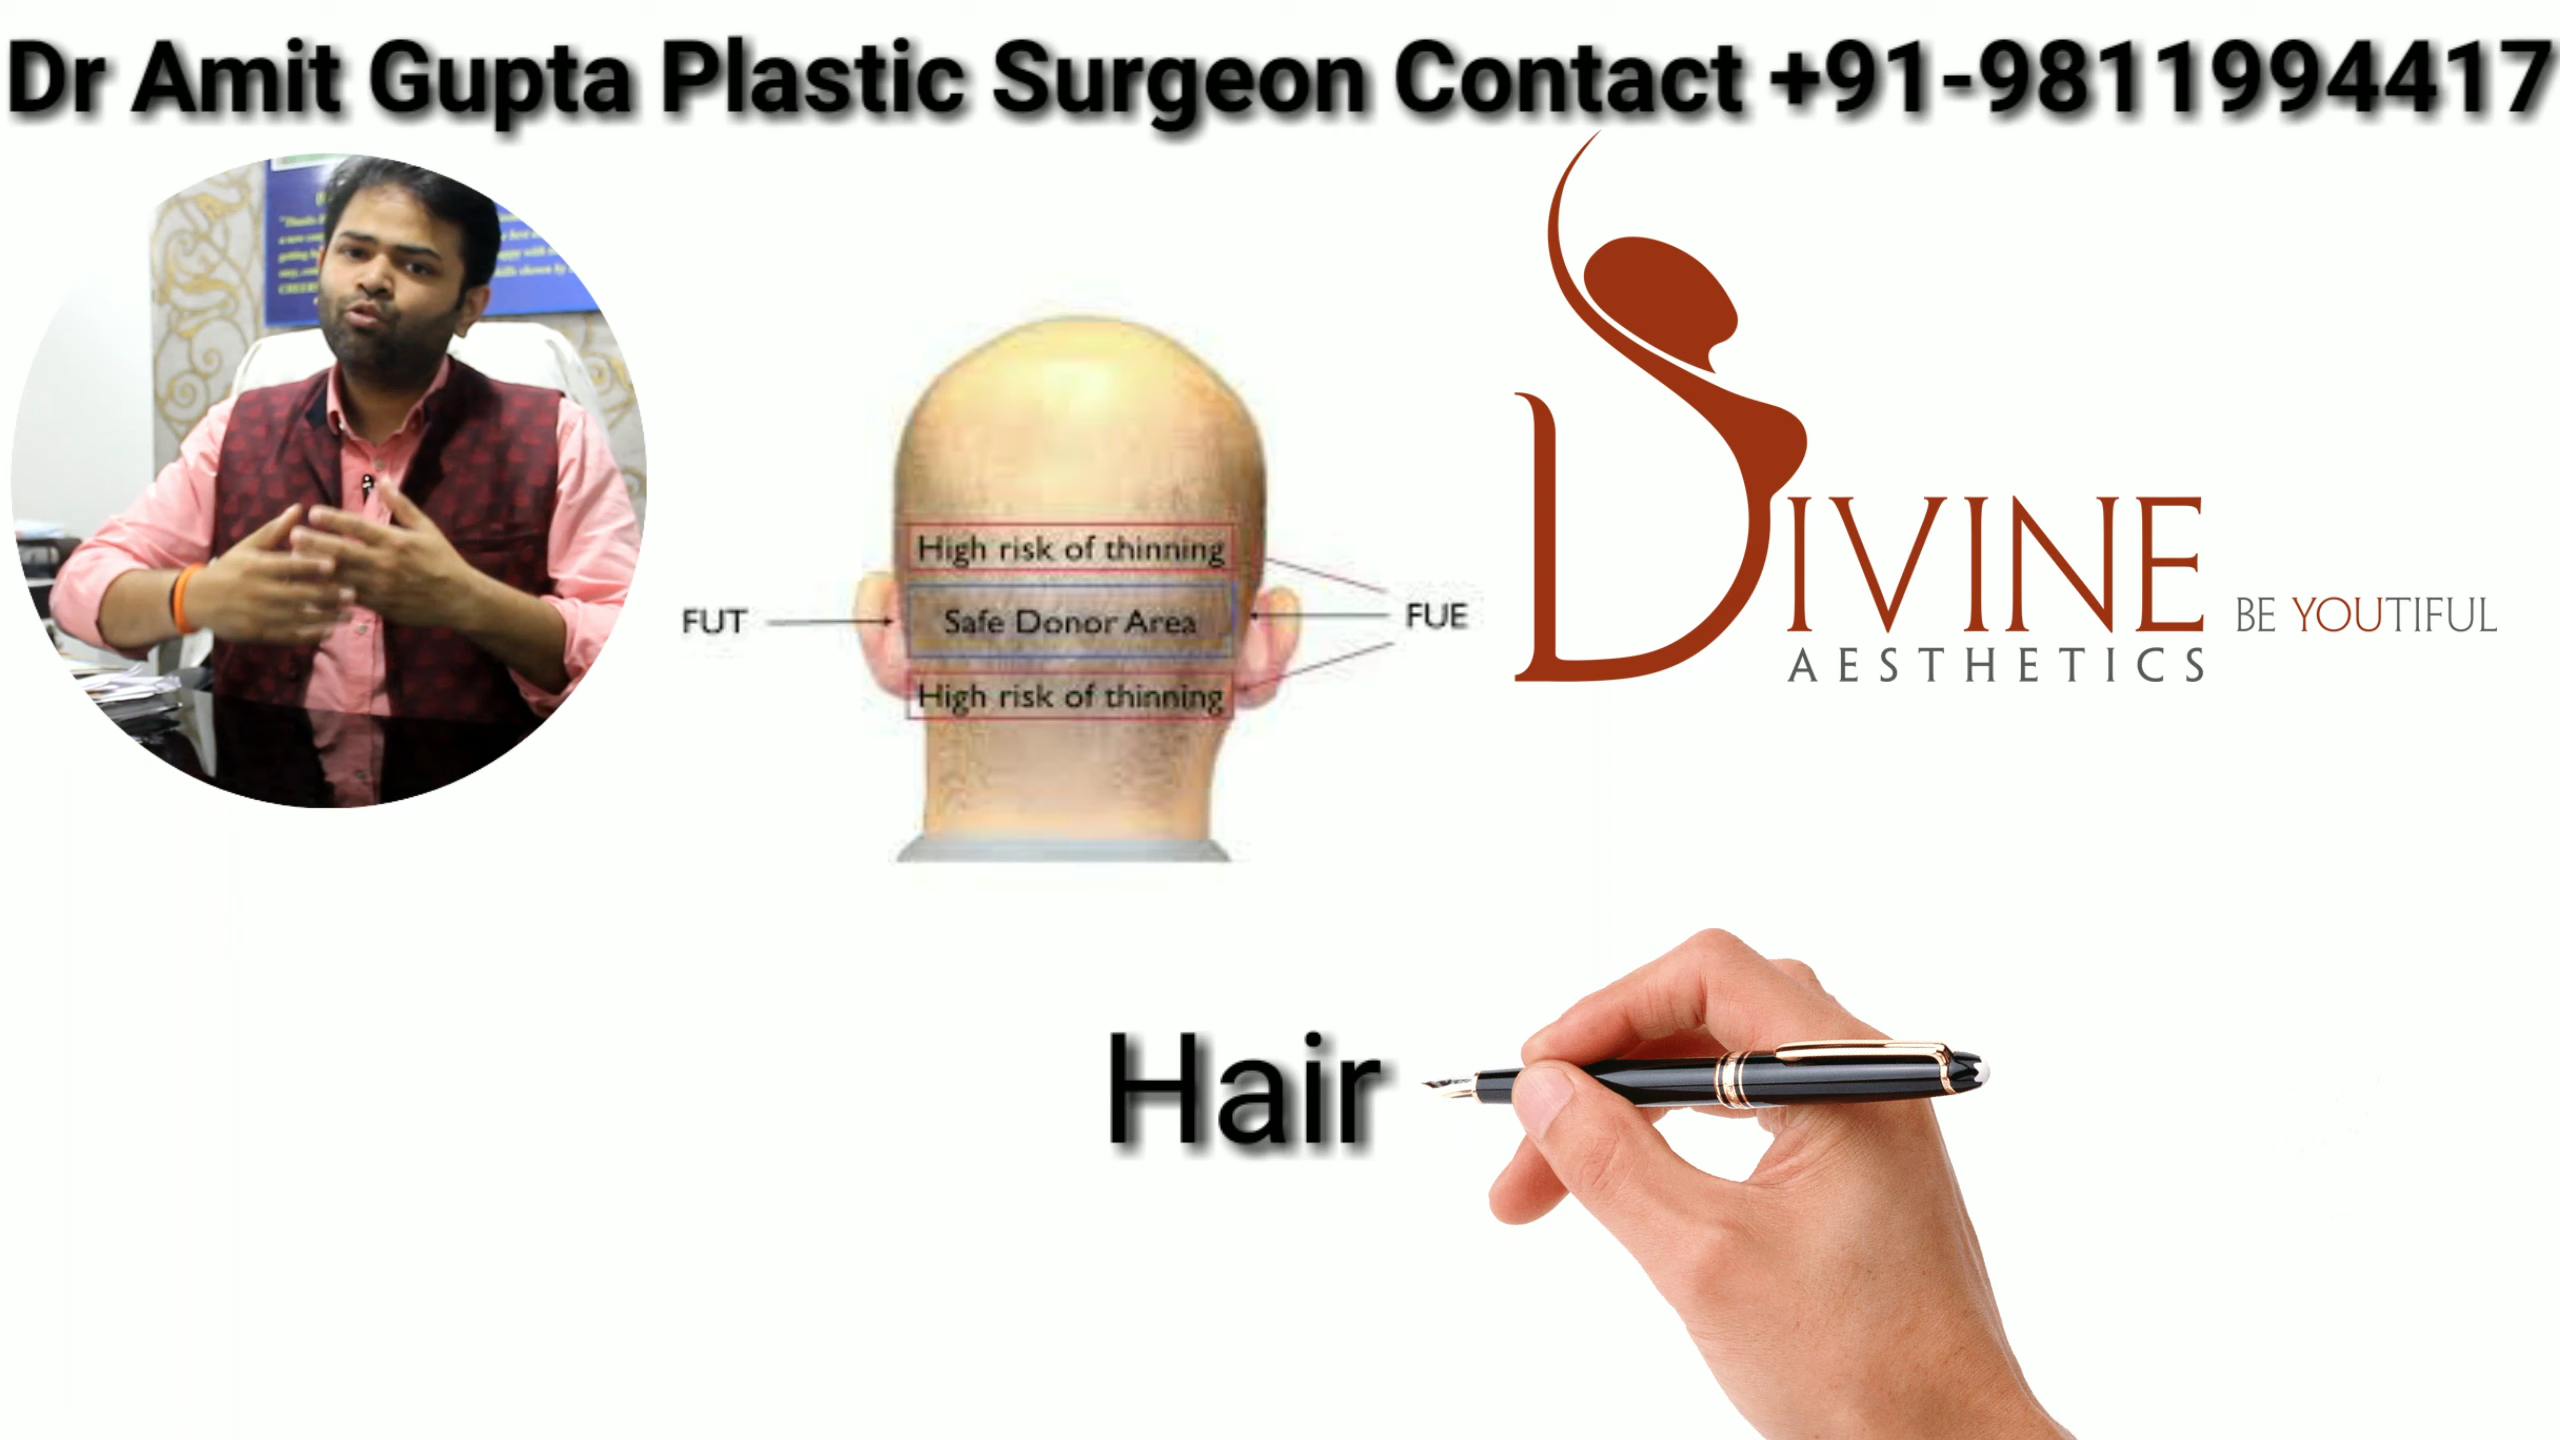 Dr Amit Gupta Plastic Surgeon Contact +91-9811994417
High risk of thinning
FUT
Safe Donor Area
FUE
High risk of thinning
DIVINE
AESTHETICS
BE YOUTIFUL
Hair